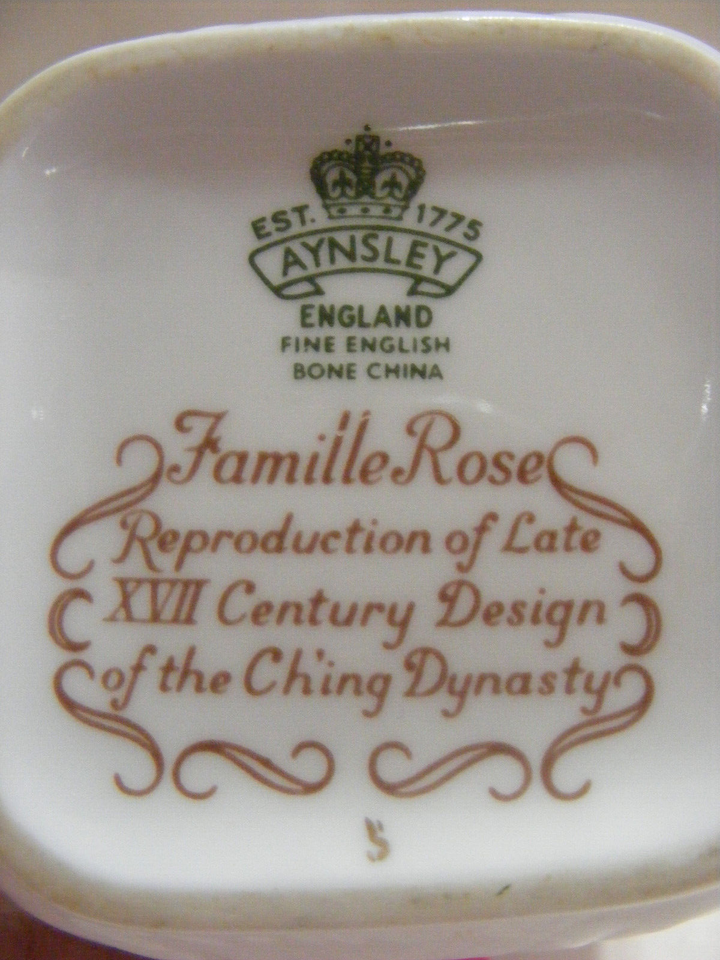 EST. 1775
AYNSLEY
ENGLAND
FINE ENGLISH
BONE CHINA
Famille Rose
Reproduction of Late
XVII Century Design
of the Ch'ing Dynasty
5